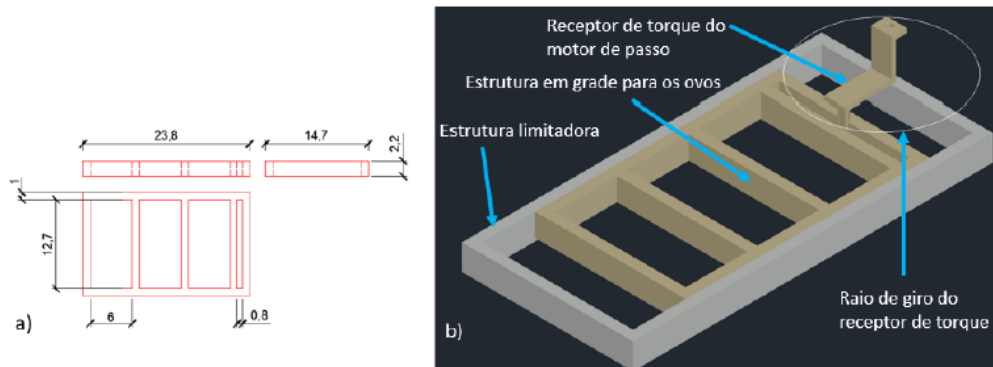 23,8
14,7
2,2
1
12,7
6
0,8
a)
Receptor de torque do
motor de passo
Estrutura em grade para os ovos
Estrutura limitadora
Raio de giro do
receptor de torque
b)